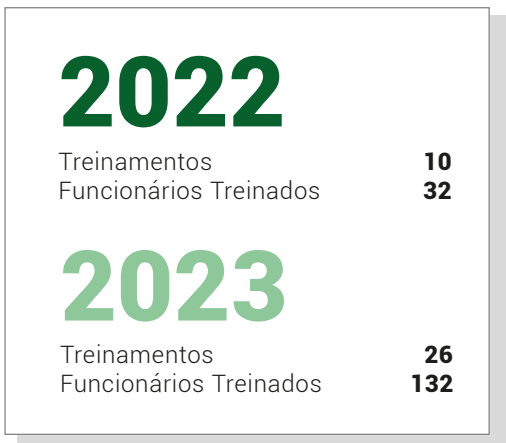 2022
Treinamentos 10
Funcionários Treinados 32
2023
Treinamentos 26
Funcionários Treinados 132